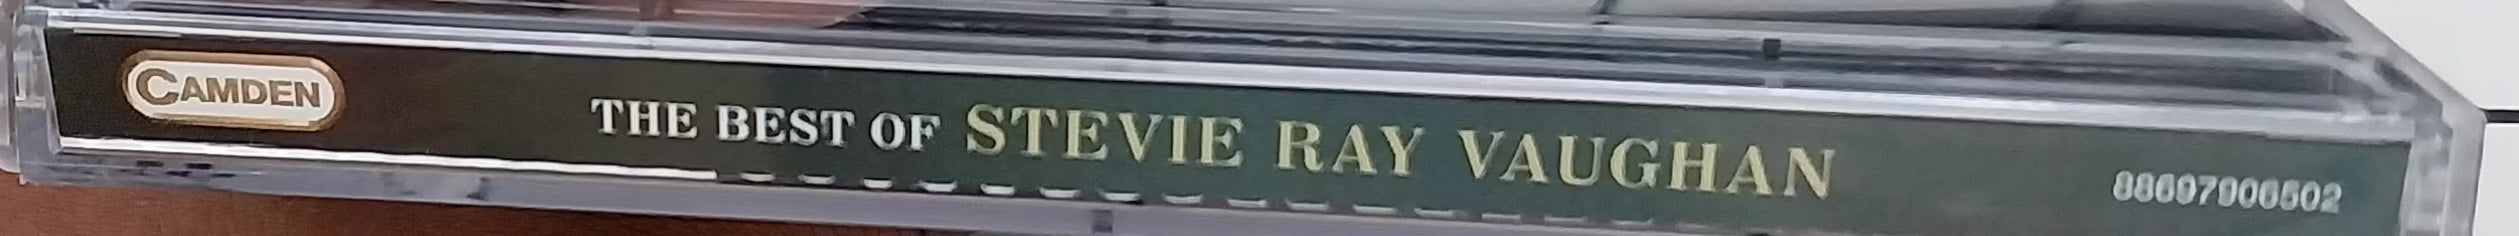 CAMDEN
THE BEST OF STEVIE RAY VAUGHAN
88697906502